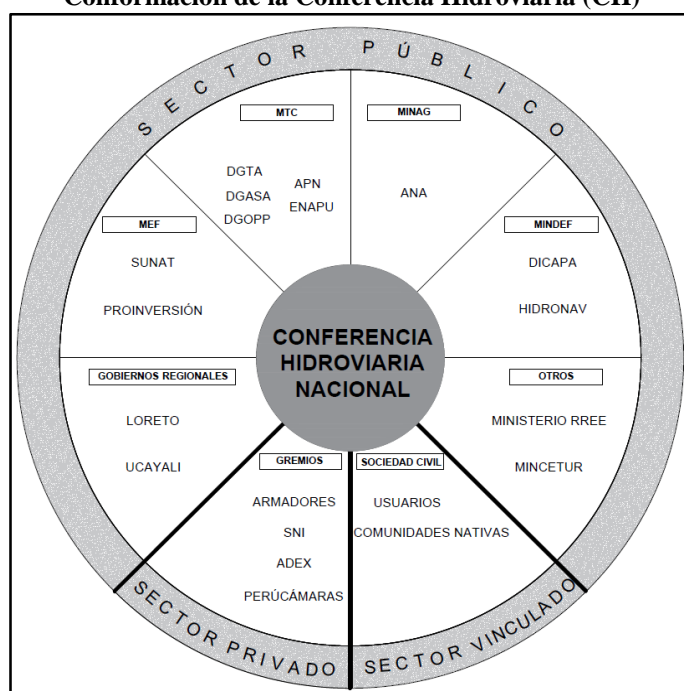 Conformación de la Conferencia Hidroviaria (CH)
SECTOR PÚBLICO
MTC
DGTA
DGASA
DGOPP
APN
ENAPU
MINAG
ANA
MEF
SUNAT
PROINVERSIÓN
MINDEF
DICAPA
HIDRONAV
CONFERENCIA
HIDROVIARIA
NACIONAL
GOBIERNOS REGIONALES
LORETO
UCAYALI
OTROS
MINISTERIO RREE
MINCETUR
GREMIOS
ARMADORES
SNI
ADEX
PERÚCÁMARAS
SOCIEDAD CIVIL
USUARIOS
COMUNIDADES NATIVAS
SECTOR PRIVADO
SECTOR VINCULADO